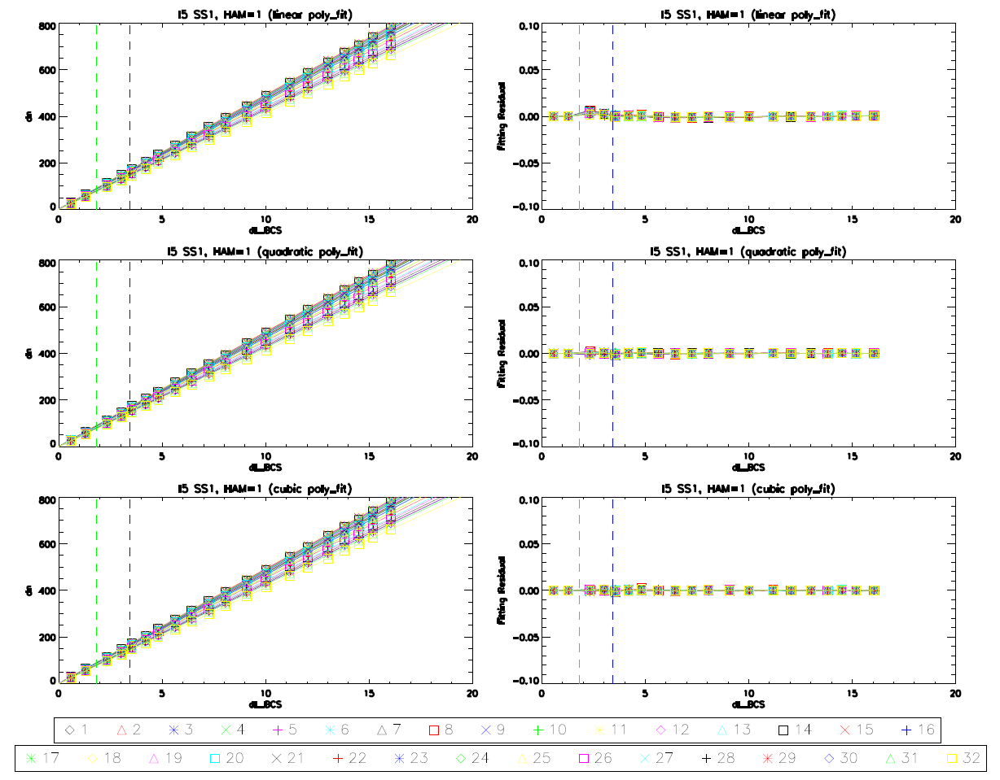 I5 SS1, HAM=1 (linear poly_fit)
800
600
400
200
0
dn
0 5 10 15 20
dL_BCS
I5 SS1, HAM=1 (linear poly_fit)
0.10
0.05
0.00
-0.05
-0.10
Fitting Residual
0 5 10 15 20
dL_BCS
I5 SS1, HAM=1 (quadratic poly_fit)
800
600
400
200
0
dn
0 5 10 15 20
dL_BCS
I5 SS1, HAM=1 (quadratic poly_fit)
0.10
0.05
0.00
-0.05
-0.10
Fitting Residual
0 5 10 15 20
dL_BCS
I5 SS1, HAM=1 (cubic poly_fit)
800
600
400
200
0
dn
0 5 10 15 20
dL_BCS
I5 SS1, HAM=1 (cubic poly_fit)
0.10
0.05
0.00
-0.05
-0.10
Fitting Residual
0 5 10 15 20
dL_BCS
1 2 3 4 5 6 7 8 9 10 11 12 13 14 15 16
17 18 19 20 21 22 23 24 25 26 27 28 29 30 31 32